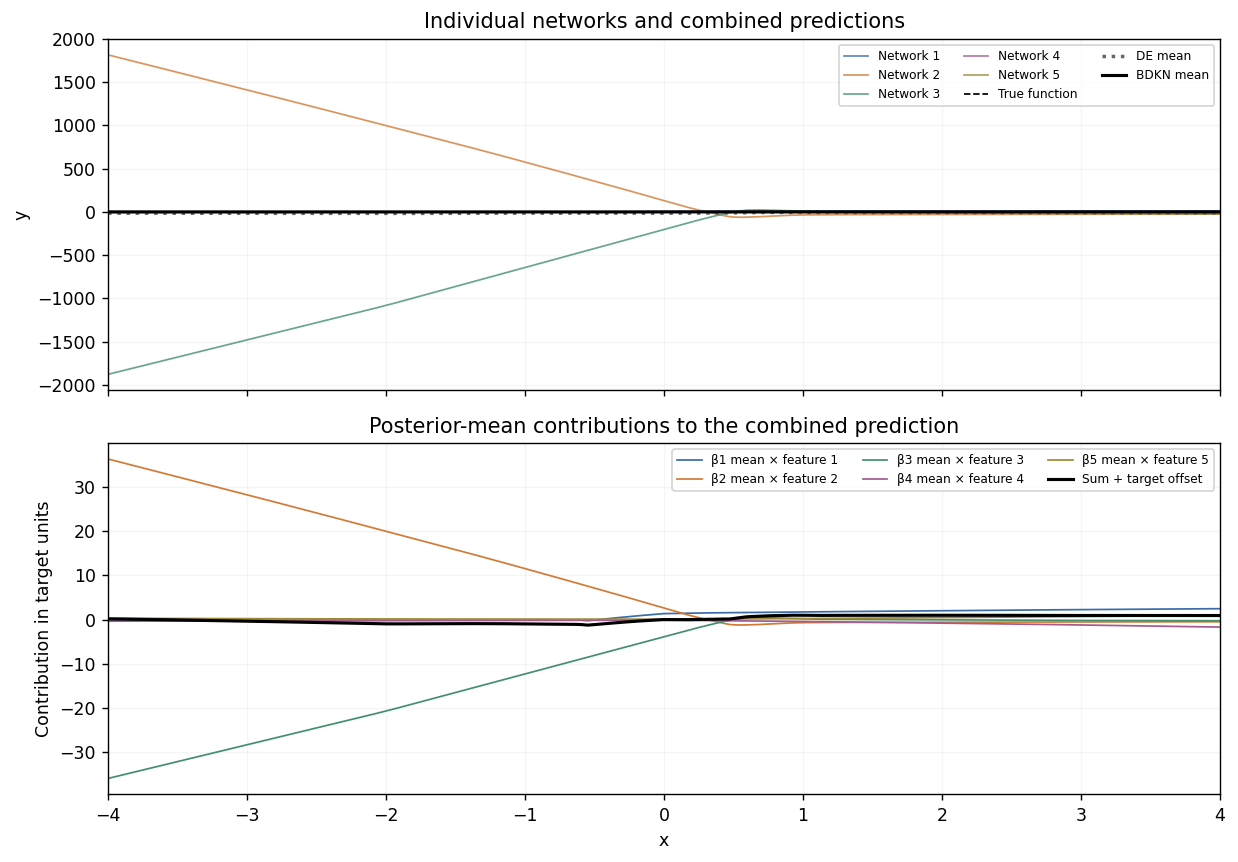 Individual networks and combined predictions
2000
1500
1000
500
0
−500
−1000
−1500
−2000
y
Network 1
Network 2
Network 3
Network 4
Network 5
True function
DE mean
BDKN mean
Posterior-mean contributions to the combined prediction
30
20
10
0
−10
−20
−30
Contribution in target units
β1 mean × feature 1
β2 mean × feature 2
β3 mean × feature 3
β4 mean × feature 4
β5 mean × feature 5
Sum + target offset
−4 −3 −2 −1 0 1 2 3 4
x